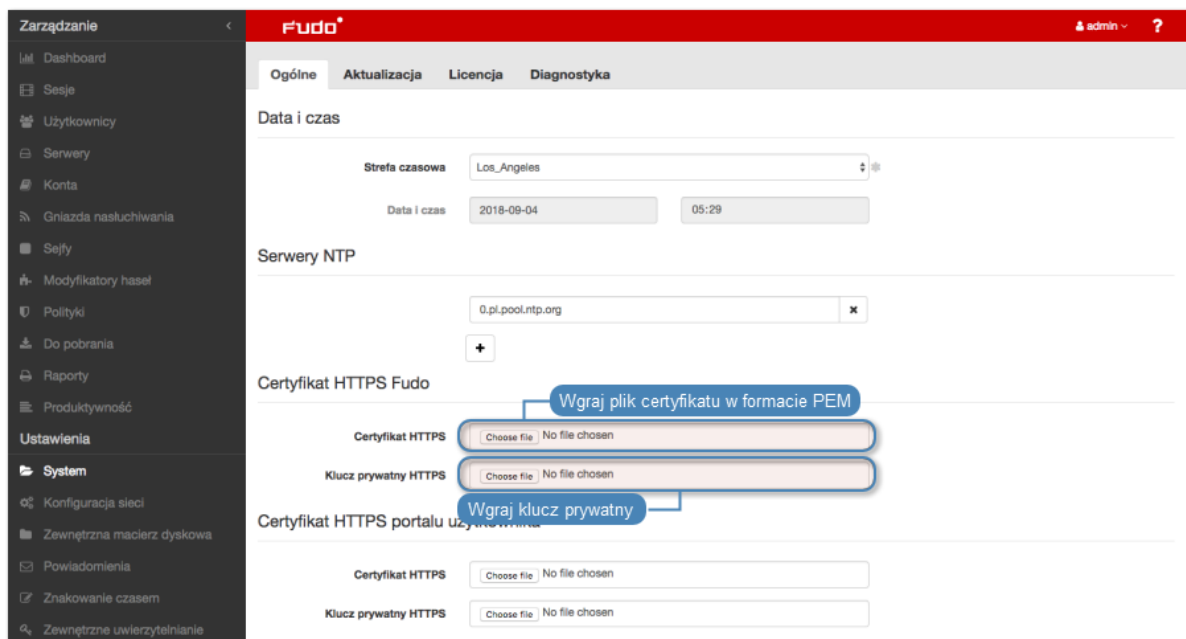 Zarządzanie
Dashboard
Sesje
Użytkownicy
Serwery
Konta
Gniazda nasłuchiwania
Sejfy
Modyfikatory haseł
Polityki
Do pobrania
Raporty
Produktywność
Ustawienia
System
Konfiguracja sieci
Zewnętrzna macierz dyskowa
Powiadomienia
Znakowanie czasem
Zewnętrzne uwierzytelnianie
FUDO
admin ?
Ogólne Aktualizacja Licencja Diagnostyka
Data i czas
Strefa czasowa Los_Angeles
Data i czas 2018-09-04 05:29
Serwery NTP
0.pl.pool.ntp.org
Certyfikat HTTPS Fudo
Wgraj plik certyfikatu w formacie PEM
Certyfikat HTTPS Choose file No file chosen
Klucz prywatny HTTPS Choose file No file chosen
Wgraj klucz prywatny
Certyfikat HTTPS portalu użytkownika
Certyfikat HTTPS Choose file No file chosen
Klucz prywatny HTTPS Choose file No file chosen